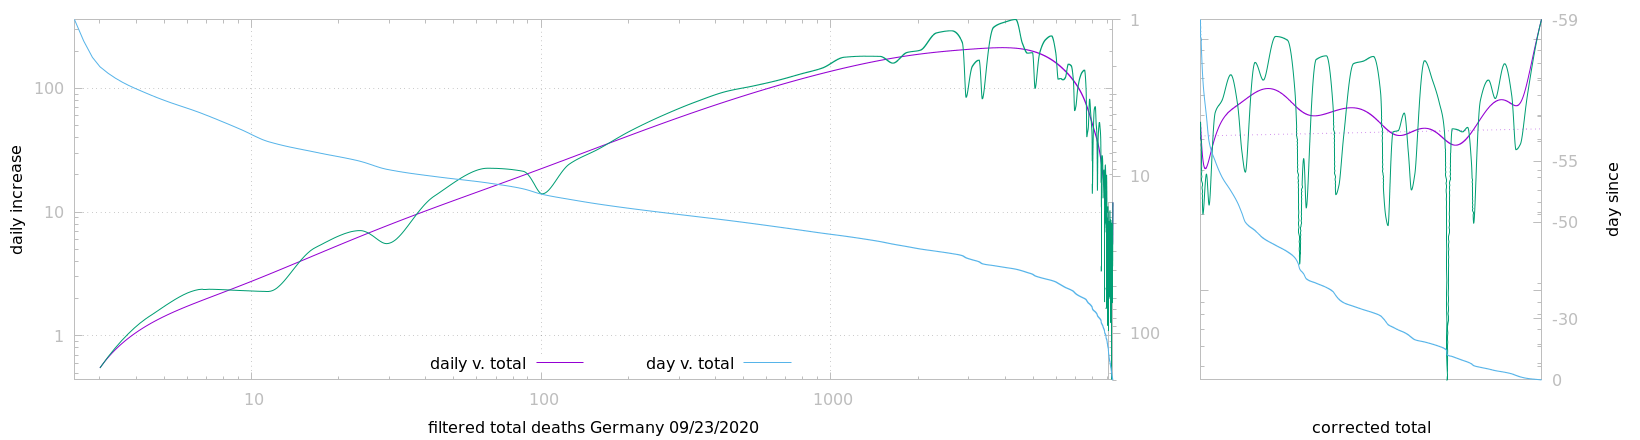 daily increase
100
10
1
daily v. total
day v. total
10
100
1000
filtered total deaths Germany 09/23/2020
1
10
100
-59
-55
-50
-30
0
day since
corrected total